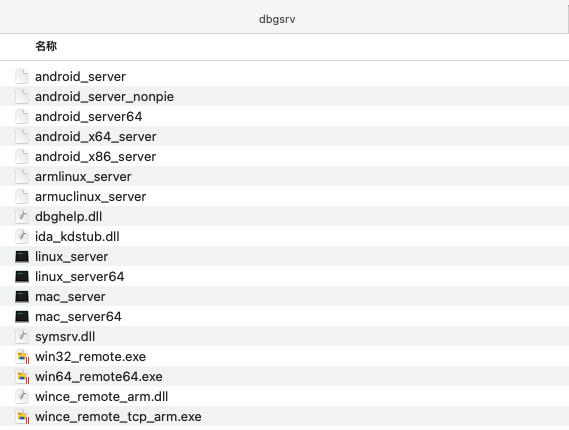 dbgsrv
名称
android_server
android_server_nonpie
android_server64
android_x64_server
android_x86_server
armlinux_server
armuclinux_server
dbghelp.dll
ida_kdstub.dll
linux_server
linux_server64
mac_server
mac_server64
symsrv.dll
win32_remote.exe
win64_remote64.exe
wince_remote_arm.dll
wince_remote_tcp_arm.exe